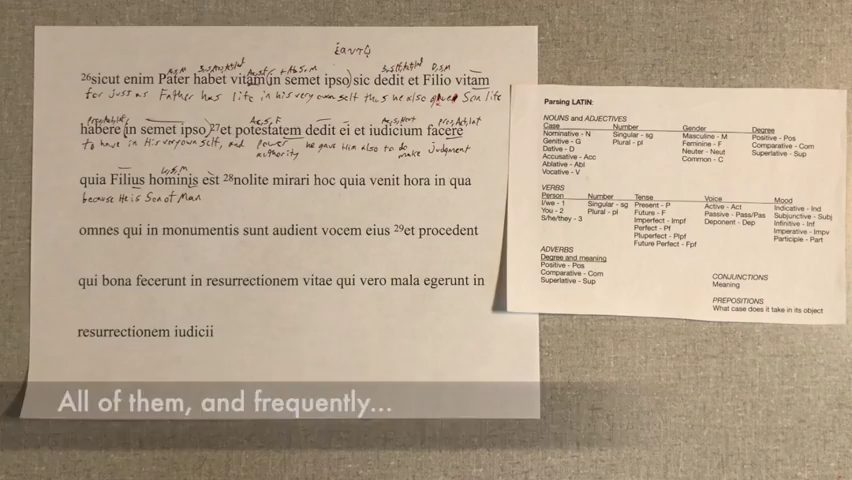 ἑαυτῷ
26sicut enim Pater habet vitam in semet ipso sic dedit et Filio vitam
for just as Father has life in his very own self thus he also gave Son life
habere in semet ipso 27et potestatem dedit ei et iudicium facere
to have in His very own self, and power he gave Him also to do judgment
authority make
quia Filius hominis est 28nolite mirari hoc quia venit hora in qua
because He is Son of Man
omnes qui in monumentis sunt audient vocem eius 29et procedent
qui bona fecerunt in resurrectionem vitae qui vero mala egerunt in
resurrectionem iudicii
Parsing LATIN:
NOUNS and ADJECTIVES
Case Number Gender Degree
Nominative - N Singular - sg Masculine - M Positive - Pos
Genitive - G Plural - pl Feminine - F Comparative - Com
Dative - D Neuter - Neut Superlative - Sup
Accusative - Acc Common - C
Ablative - Abl
Vocative - V
VERBS
Person Number Tense Voice Mood
I/we - 1 Singular - sg Present - P Active - Act Indicative - Ind
You - 2 Plural - pl Future - F Passive - Pass/Pas Subjunctive - Subj
S/he/they - 3 Imperfect - Impf Deponent - Dep Infinitive - Inf
Perfect - Pf Imperative - Impv
Pluperfect - Plpf Participle - Part
Future Perfect - Fpf
ADVERBS
Degree and meaning
Positive - Pos
Comparative - Com
Superlative - Sup
CONJUNCTIONS
Meaning
PREPOSITIONS
What case does it take in its object
All of them, and frequently...